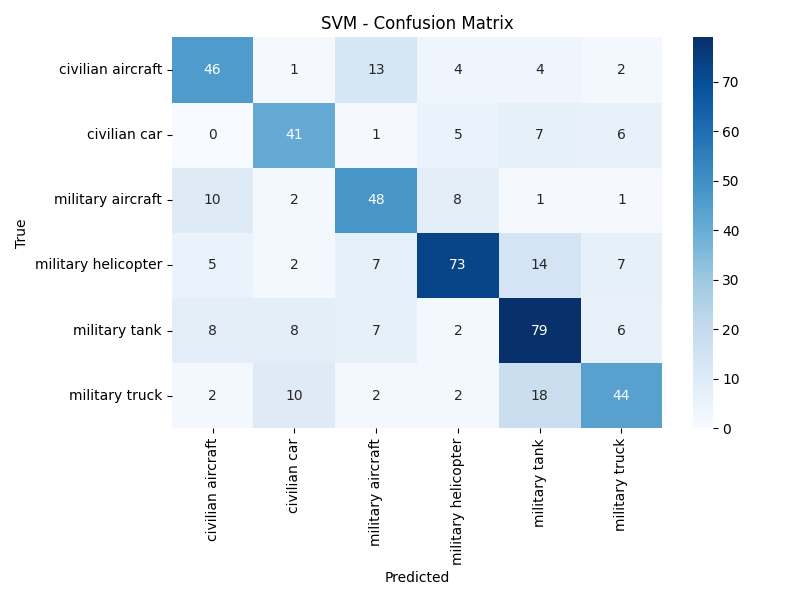 SVM - Confusion Matrix
civilian aircraft 46 1 13 4 4 2
civilian car 0 41 1 5 7 6
military aircraft 10 2 48 8 1 1
military helicopter 5 2 7 73 14 7
military tank 8 8 7 2 79 6
military truck 2 10 2 2 18 44
True
civilian aircraft
civilian car
military aircraft
military helicopter
military tank
military truck
Predicted
70
60
50
40
30
20
10
0